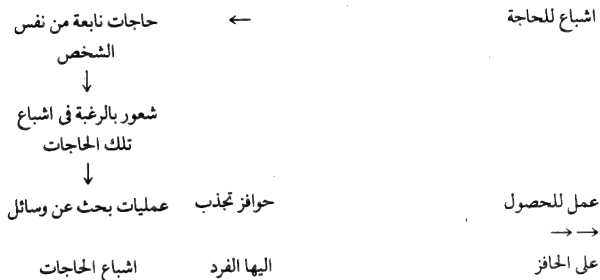 اشباع للحاجة ← حاجات نابعة من نفس
الشخص
↓
شعور بالرغبة فى اشباع
تلك الحاجات
↓
عمل للحصول حوافز تجذب عمليات بحث عن وسائل
→ →
على الحافز اليها الفرد اشباع الحاجات